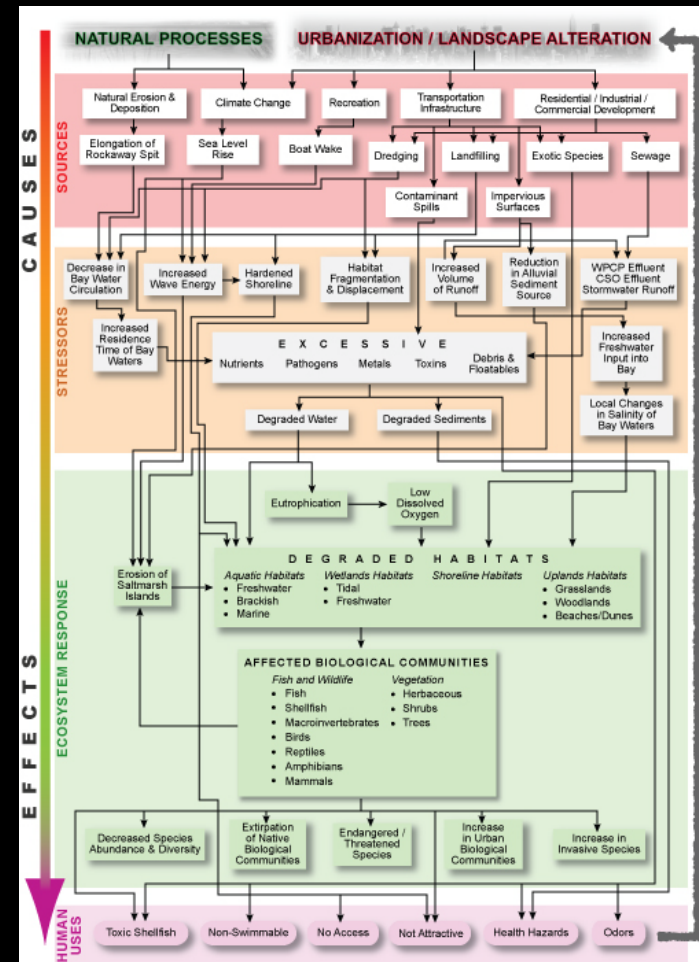 NATURAL PROCESSES
URBANIZATION / LANDSCAPE ALTERATION
CAUSES
EFFECTS
SOURCES
Natural Erosion &
Deposition
Climate Change
Recreation
Transportation
Infrastructure
Residential / Industrial /
Commercial Development
Elongation of
Rockaway Spit
Sea Level
Rise
Boat Wake
Dredging
Landfilling
Exotic Species
Sewage
Contaminant
Spills
Impervious
Surfaces
STRESSORS
Decrease in
Bay Water
Circulation
Increased
Wave Energy
Hardened
Shoreline
Habitat
Fragmentation
& Displacement
Increased
Volume
of Runoff
Reduction
in Alluvial
Sediment
Source
WPCP Effluent
CSO Effluent
Stormwater Runoff
Increased
Residence
Time of Bay
Waters
EXCESSIVE
Nutrients
Pathogens
Metals
Toxins
Debris &
Floatables
Increased
Freshwater
Input into
Bay
Degraded Water
Degraded Sediments
Local Changes
in Salinity of
Bay Waters
ECOSYSTEM RESPONSE
Eutrophication
Low
Dissolved
Oxygen
Erosion of
Saltmarsh
Islands
DEGRADED HABITATS
Aquatic Habitats
• Freshwater
• Brackish
• Marine
Wetlands Habitats
• Tidal
• Freshwater
Shoreline Habitats
Uplands Habitats
• Grasslands
• Woodlands
• Beaches/Dunes
AFFECTED BIOLOGICAL COMMUNITIES
Fish and Wildlife
• Fish
• Shellfish
• Macroinvertebrates
• Birds
• Reptiles
• Amphibians
• Mammals
Vegetation
• Herbaceous
• Shrubs
• Trees
Decreased Species
Abundance & Diversity
Extirpation
of Native
Biological
Communities
Endangered /
Threatened
Species
Increase
in Urban
Biological
Communities
Increase in
Invasive Species
HUMAN
USES
Toxic Shellfish
Non-Swimmable
No Access
Not Attractive
Health Hazards
Odors